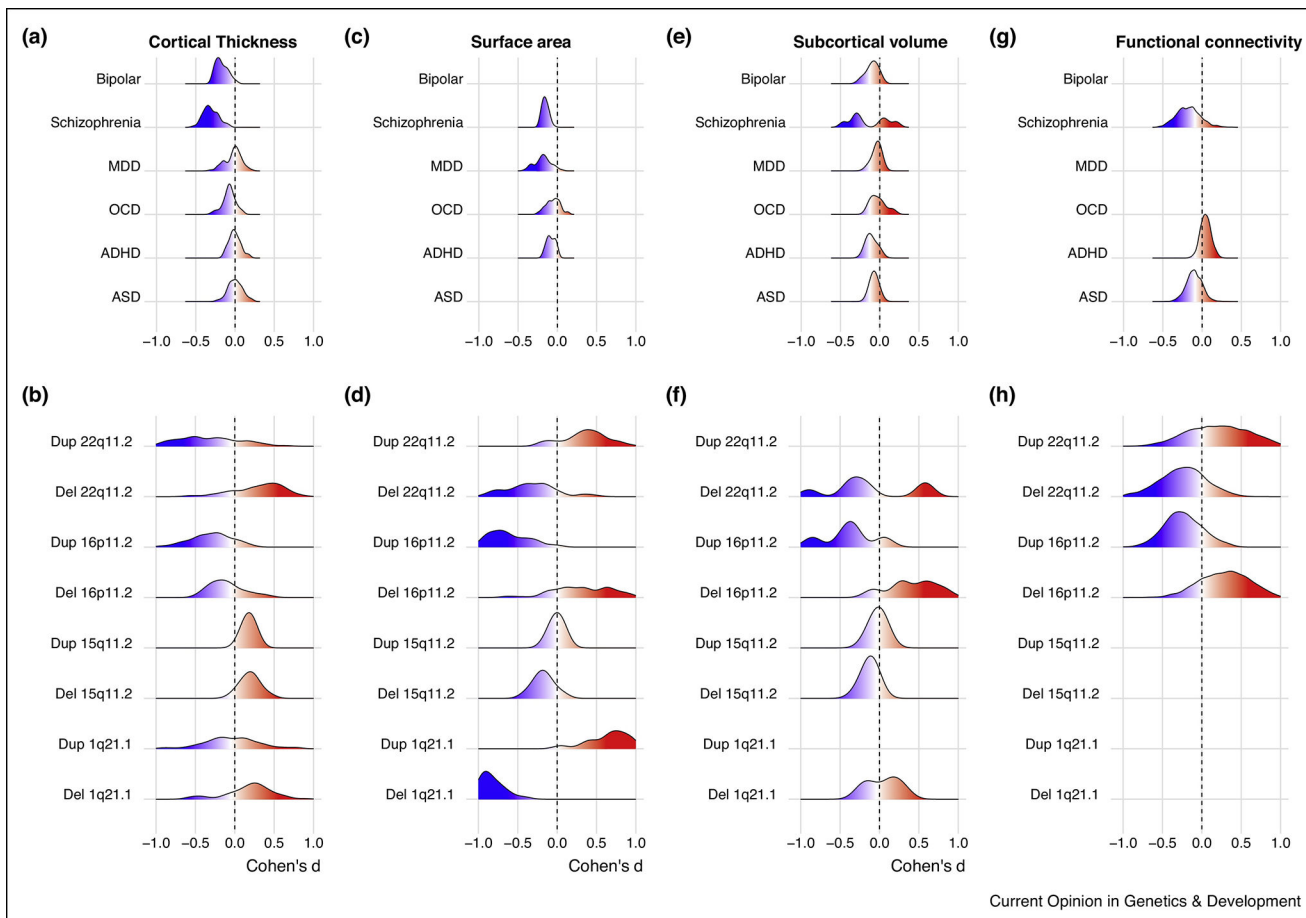 (a)
Cortical Thickness
Bipolar
Schizophrenia
MDD
OCD
ADHD
ASD
−1.0 −0.5 0.0 0.5 1.0
(c)
Surface area
Bipolar
Schizophrenia
MDD
OCD
ADHD
ASD
−1.0 −0.5 0.0 0.5 1.0
(e)
Subcortical volume
Bipolar
Schizophrenia
MDD
OCD
ADHD
ASD
−1.0 −0.5 0.0 0.5 1.0
(g)
Functional connectivity
Bipolar
Schizophrenia
MDD
OCD
ADHD
ASD
−1.0 −0.5 0.0 0.5 1.0
(b)
Dup 22q11.2
Del 22q11.2
Dup 16p11.2
Del 16p11.2
Dup 15q11.2
Del 15q11.2
Dup 1q21.1
Del 1q21.1
−1.0 −0.5 0.0 0.5 1.0
Cohen's d
(d)
Dup 22q11.2
Del 22q11.2
Dup 16p11.2
Del 16p11.2
Dup 15q11.2
Del 15q11.2
Dup 1q21.1
Del 1q21.1
−1.0 −0.5 0.0 0.5 1.0
Cohen's d
(f)
Dup 22q11.2
Del 22q11.2
Dup 16p11.2
Del 16p11.2
Dup 15q11.2
Del 15q11.2
Dup 1q21.1
Del 1q21.1
−1.0 −0.5 0.0 0.5 1.0
Cohen's d
(h)
Dup 22q11.2
Del 22q11.2
Dup 16p11.2
Del 16p11.2
Dup 15q11.2
Del 15q11.2
Dup 1q21.1
Del 1q21.1
−1.0 −0.5 0.0 0.5 1.0
Cohen's d
Current Opinion in Genetics & Development